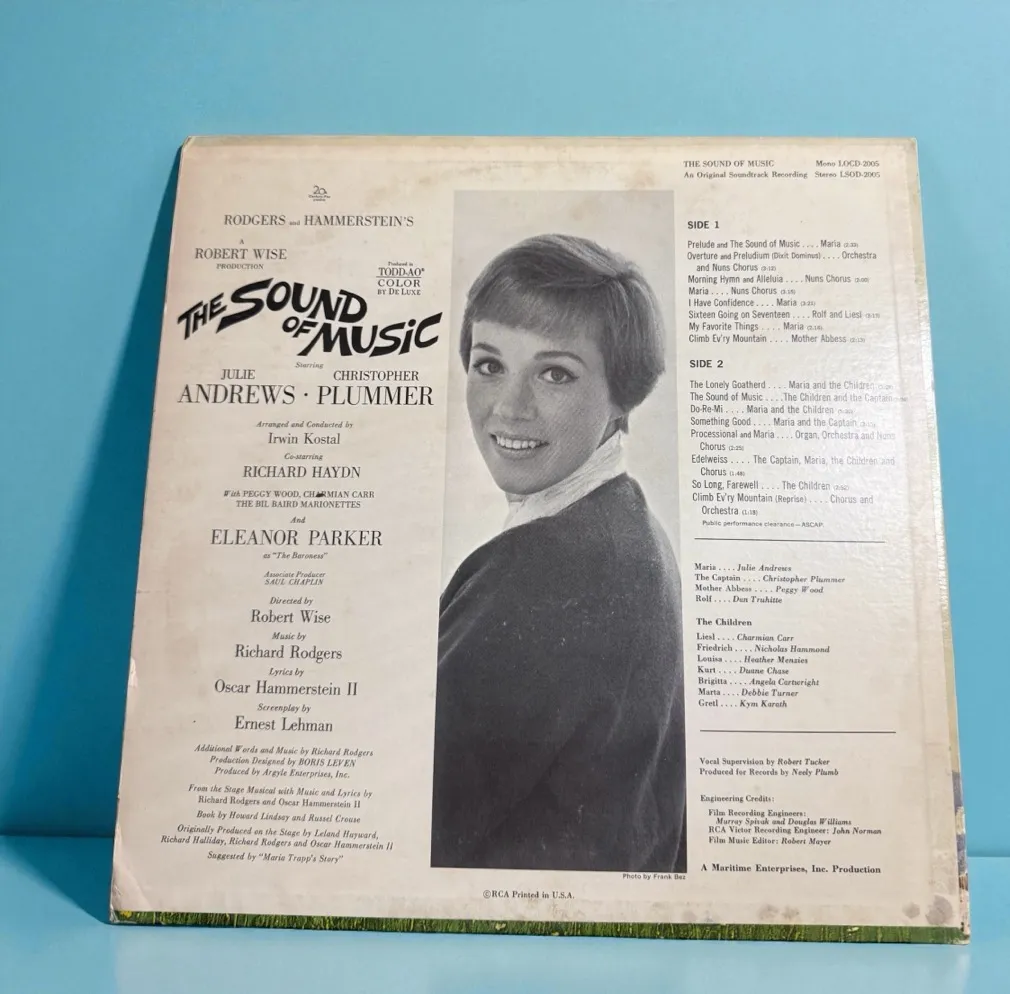 RODGERS and HAMMERSTEIN'S
A
ROBERT WISE
PRODUCTION
Produced in
TODD-AO®
COLOR
BY DE LUXE
THE SOUND
OF MUSIC
Starring
JULIE CHRISTOPHER
ANDREWS · PLUMMER
Arranged and Conducted by
Irwin Kostal
Co-starring
RICHARD HAYDN
With PEGGY WOOD, CHARMIAN CARR
THE BIL BAIRD MARIONETTES
And
ELEANOR PARKER
as "The Baroness"
Associate Producer
SAUL CHAPLIN
Directed by
Robert Wise
Music by
Richard Rodgers
Lyrics by
Oscar Hammerstein II
Screenplay by
Ernest Lehman
Additional Words and Music by Richard Rodgers
Production Designed by BORIS LEVEN
Produced by Argyle Enterprises, Inc.
From the Stage Musical with Music and Lyrics by
Richard Rodgers and Oscar Hammerstein II
Book by Howard Lindsay and Russel Crouse
Originally Produced on the Stage by Leland Hayward,
Richard Halliday, Richard Rodgers and Oscar Hammerstein II
Suggested by "Maria Trapp's Story"
Photo by Frank Bez
©RCA Printed in U.S.A.
THE SOUND OF MUSIC Mono LOCD-2005
An Original Soundtrack Recording Stereo LSOD-2005
SIDE 1
Prelude and The Sound of Music .... Maria
Overture and Preludium (Dixit Dominus) .... Orchestra
and Nuns Chorus (3:12)
Morning Hymn and Alleluia .... Nuns Chorus
Maria .... Nuns Chorus (3:15)
I Have Confidence .... Maria
Sixteen Going on Seventeen .... Rolf and Liesl
My Favorite Things .... Maria
Climb Ev'ry Mountain .... Mother Abbess
SIDE 2
The Lonely Goatherd .... Maria and the Children
The Sound of Music ....The Children and the Captain
Do-Re-Mi .... Maria and the Children
Something Good .... Maria and the Captain
Processional and Maria .... Organ, Orchestra and Nuns
Chorus (2:25)
Edelweiss .... The Captain, Maria, the Children and
Chorus (1:48)
So Long, Farewell .... The Children
Climb Ev'ry Mountain (Reprise) .... Chorus and
Orchestra
Public performance clearance—ASCAP
Maria .... Julie Andrews
The Captain .... Christopher Plummer
Mother Abbess .... Peggy Wood
Rolf .... Dan Truhitte
The Children
Liesl .... Charmian Carr
Friedrich .... Nicholas Hammond
Louisa .... Heather Menzies
Kurt .... Duane Chase
Brigitta .... Angela Cartwright
Marta .... Debbie Turner
Gretl .... Kym Karath
Vocal Supervision by Robert Tucker
Produced for Records by Neely Plumb
Engineering Credits:
Film Recording Engineers:
Murray Spivak and Douglas Williams
RCA Victor Recording Engineer: John Norman
Film Music Editor: Robert Mayer
A Maritime Enterprises, Inc. Production